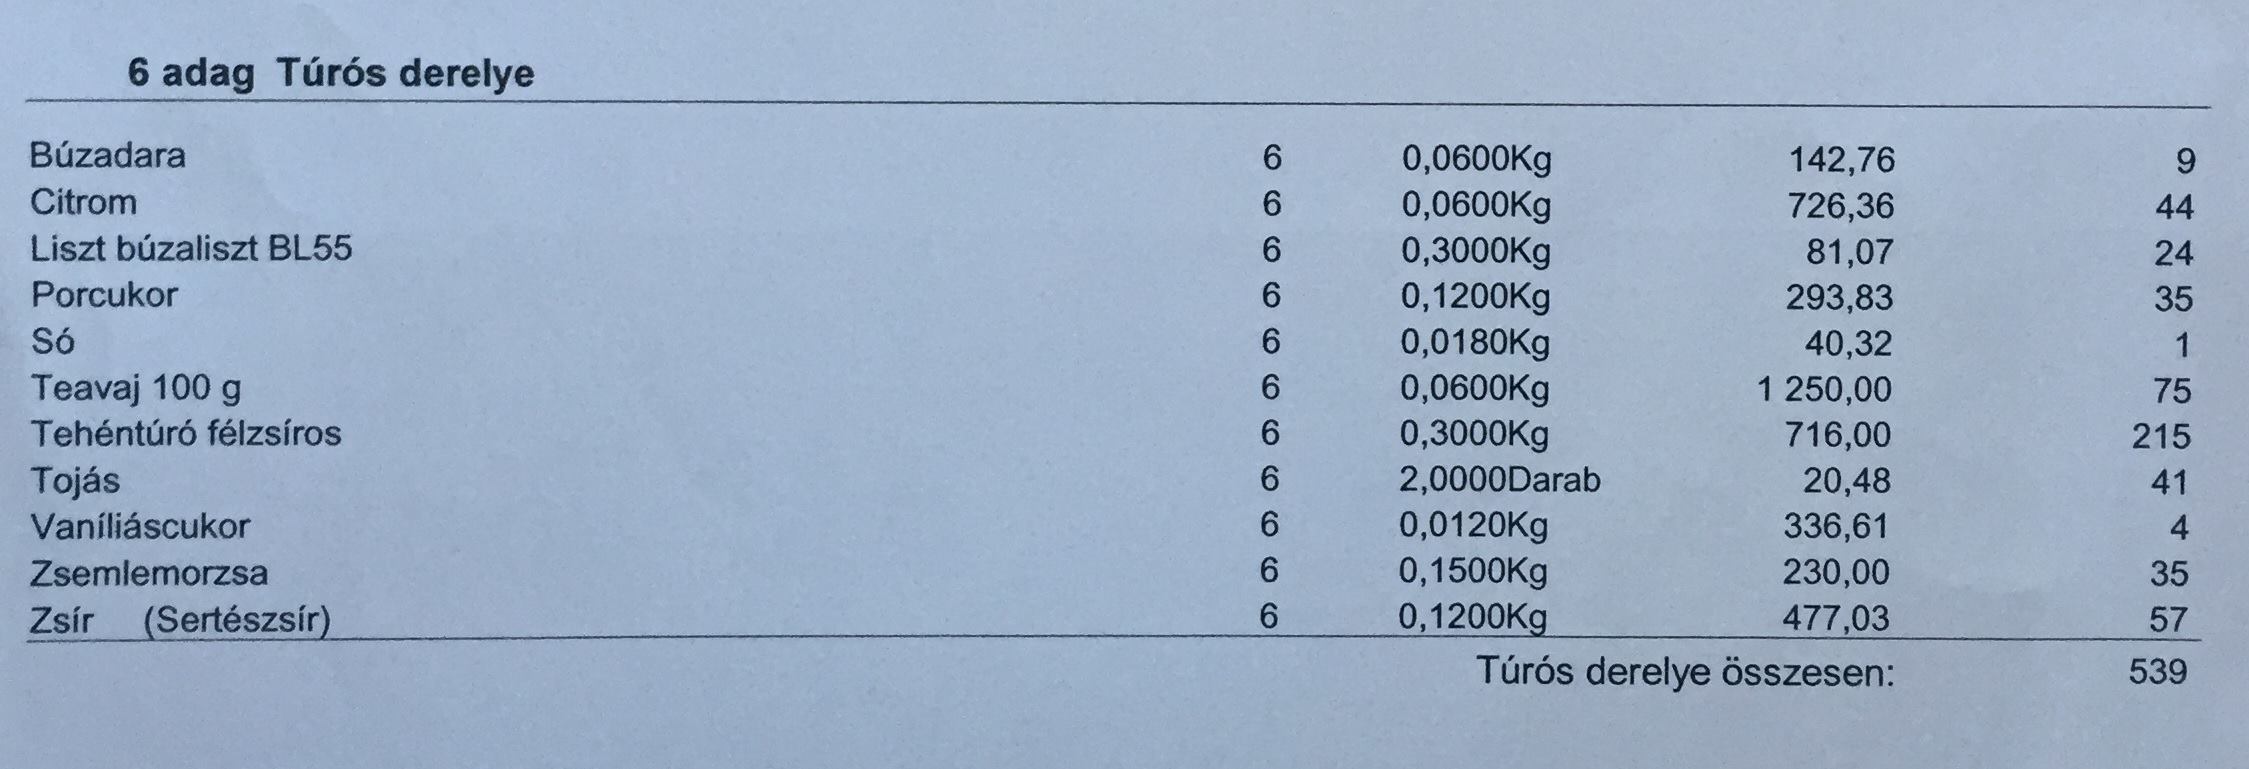 6 adag Túrós derelye
Búzadara 6 0,0600Kg 142,76 9
Citrom 6 0,0600Kg 726,36 44
Liszt búzaliszt BL55 6 0,3000Kg 81,07 24
Porcukor 6 0,1200Kg 293,83 35
Só 6 0,0180Kg 40,32 1
Teavaj 100 g 6 0,0600Kg 1 250,00 75
Tehéntúró félzsíros 6 0,3000Kg 716,00 215
Tojás 6 2,0000Darab 20,48 41
Vaníliáscukor 6 0,0120Kg 336,61 4
Zsemlemorzsa 6 0,1500Kg 230,00 35
Zsír (Sertészsír) 6 0,1200Kg 477,03 57
Túrós derelye összesen: 539